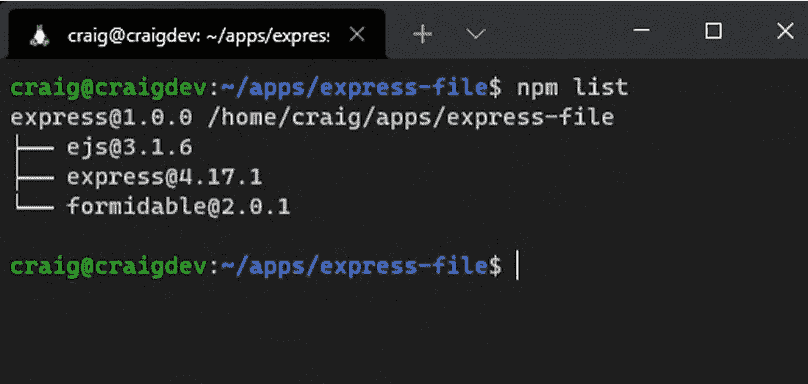 craig@craigdev: ~/apps/express
craig@craigdev:~/apps/express-file$ npm list
express@1.0.0 /home/craig/apps/express-file
├── ejs@3.1.6
├── express@4.17.1
└── formidable@2.0.1
craig@craigdev:~/apps/express-file$